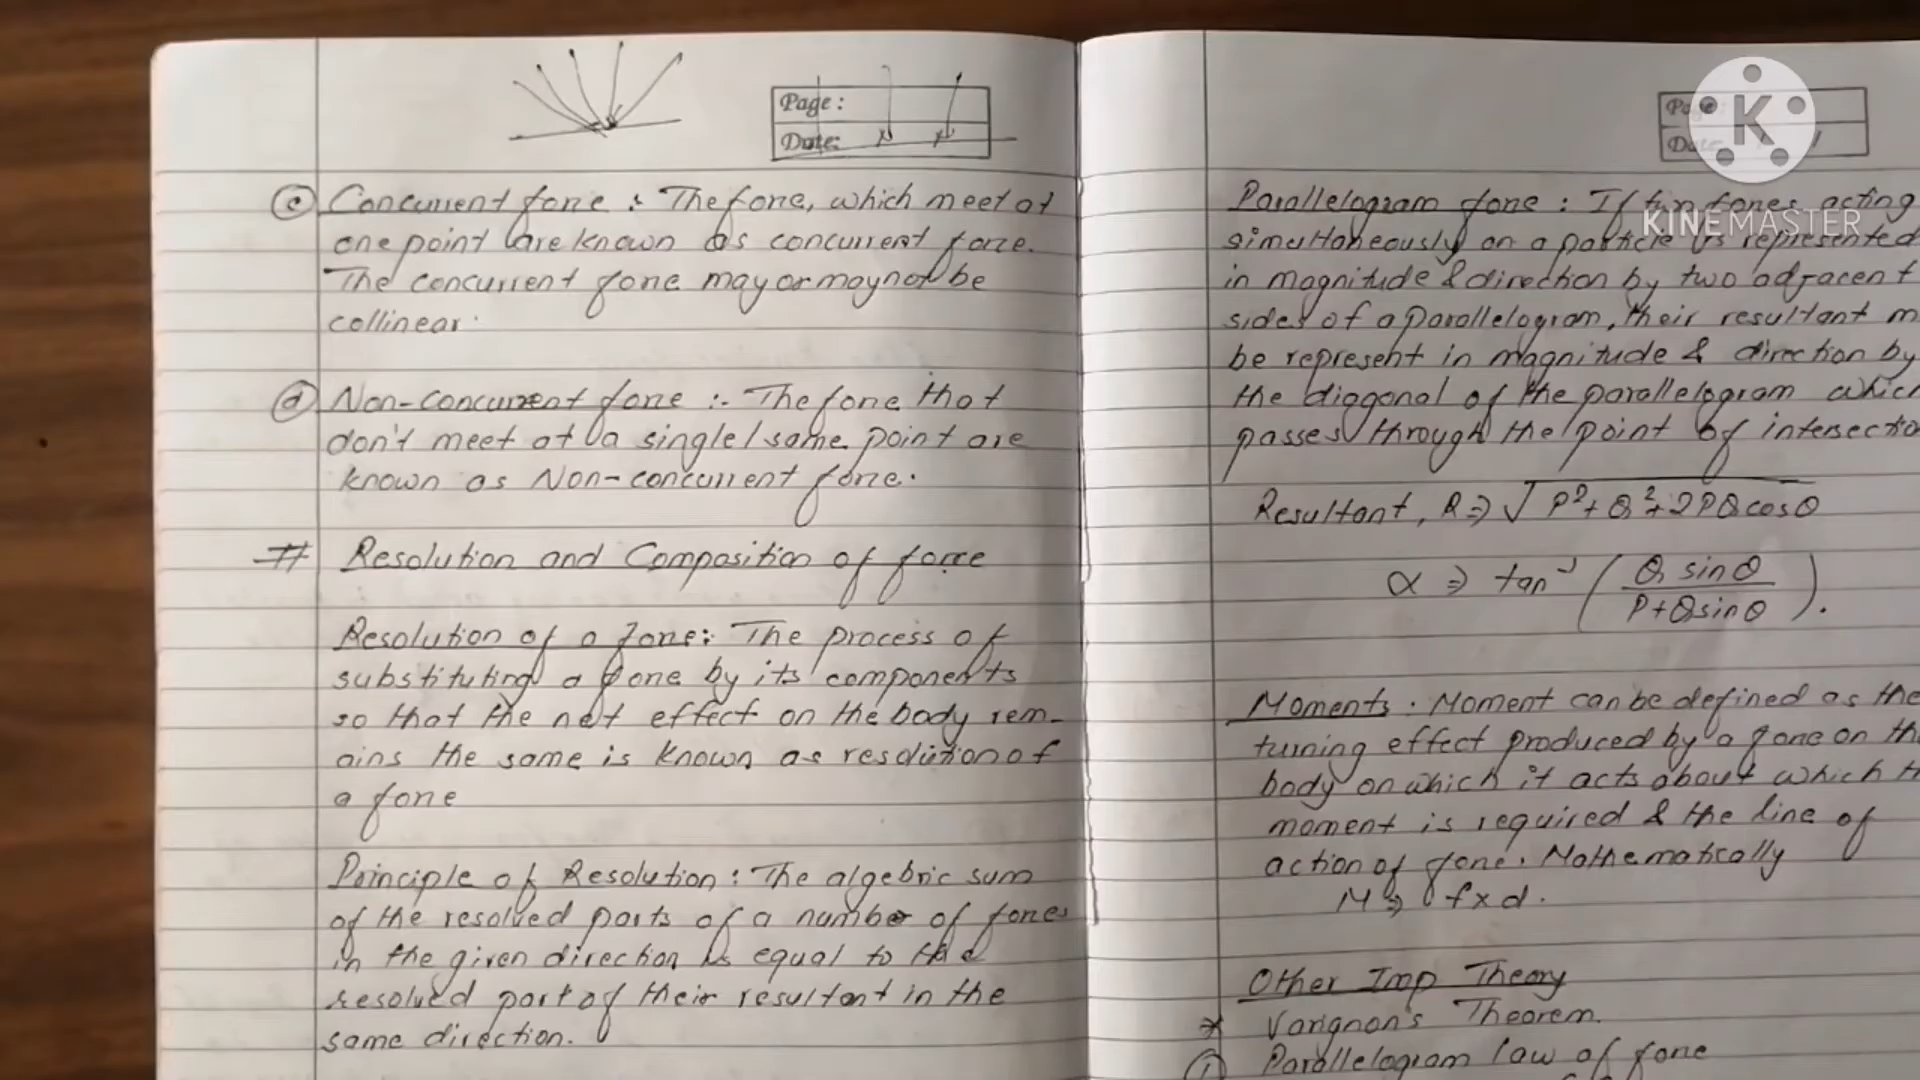 Page:
Date:
(c) Concurrent force : The force, which meet at
one point are known as concurrent force.
The concurrent force may or may not be
collinear.
(d) Non-concurrent force :- The force that
don't meet at a single/same point are
known as Non-concurrent force.
# Resolution and Composition of force
Resolution of a force: The process of
substituting a force by its components
so that the net effect on the body rem-
ains the same is known as resolution of
a force
Principle of Resolution: The algebric sum
of the resolved parts of a number of forces
in the given direction is equal to the
resolved part of their resultant in the
same direction.
K
KINEMASTER
Parallelogram force : If two forces acting
simultaneously on a particle is represented
in magnitude & direction by two adjacent
sides of a parallelogram, their resultant m
be represent in magnitude & direction by
the diagonal of the parallelogram which
passes through the point of intersectio
Resultant, R ⇒ √P²+Q²+2PQcosθ
α ⇒ tan⁻¹ (Q sinθ / P+Qsinθ).
Moments . Moment can be defined as the
turning effect produced by a force on th
body on which it acts about which th
moment is required & the line of
action of force. Mathematically
M ⇒ f x d.
Other Imp Theory
* Varignon's Theorem.
(1) Parallelogram law of force